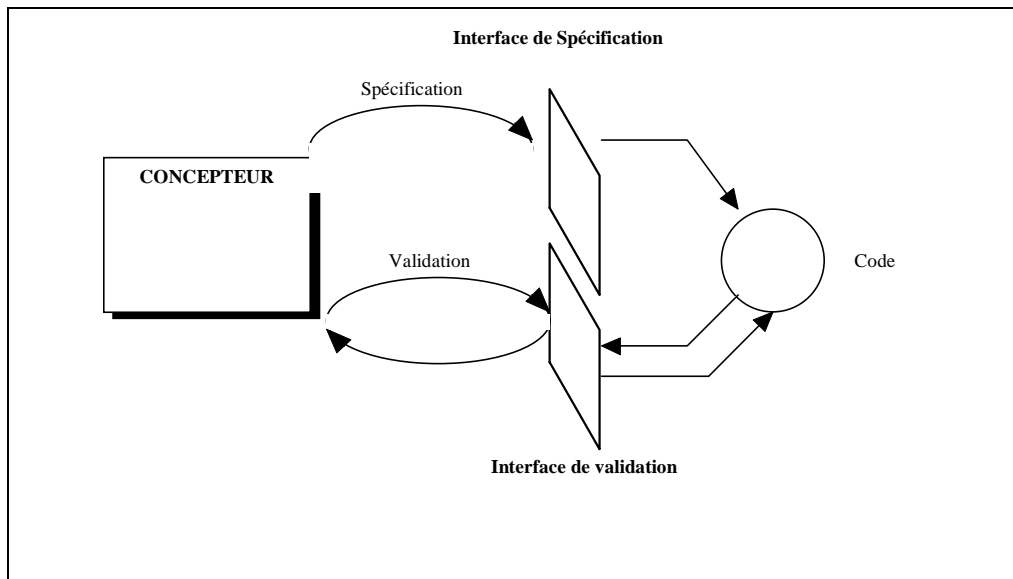 Interface de Spécification
Spécification
CONCEPTEUR
Validation
Code
Interface de validation